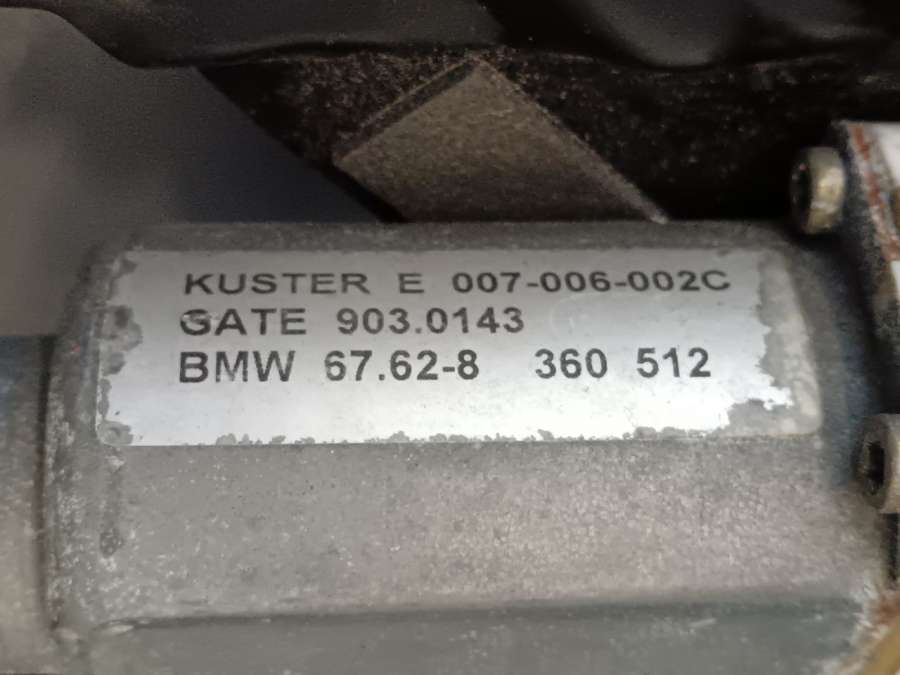 KUSTER E 007-006-002C
GATE 903.0143
BMW 67.62-8 360 512